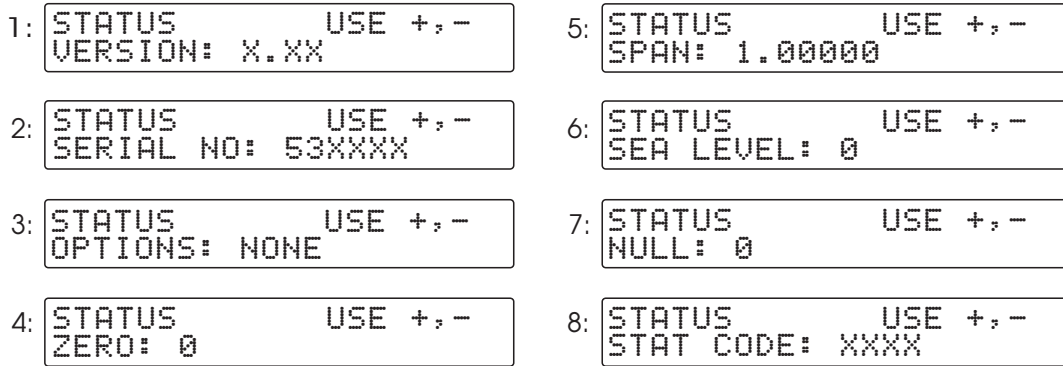 1: STATUS USE +,-
VERSION: X.XX
2: STATUS USE +,-
SERIAL NO: 53XXXX
3: STATUS USE +,-
OPTIONS: NONE
4: STATUS USE +,-
ZERO: 0
5: STATUS USE +,-
SPAN: 1.00000
6: STATUS USE +,-
SEA LEVEL: 0
7: STATUS USE +,-
NULL: 0
8: STATUS USE +,-
STAT CODE: XXXX